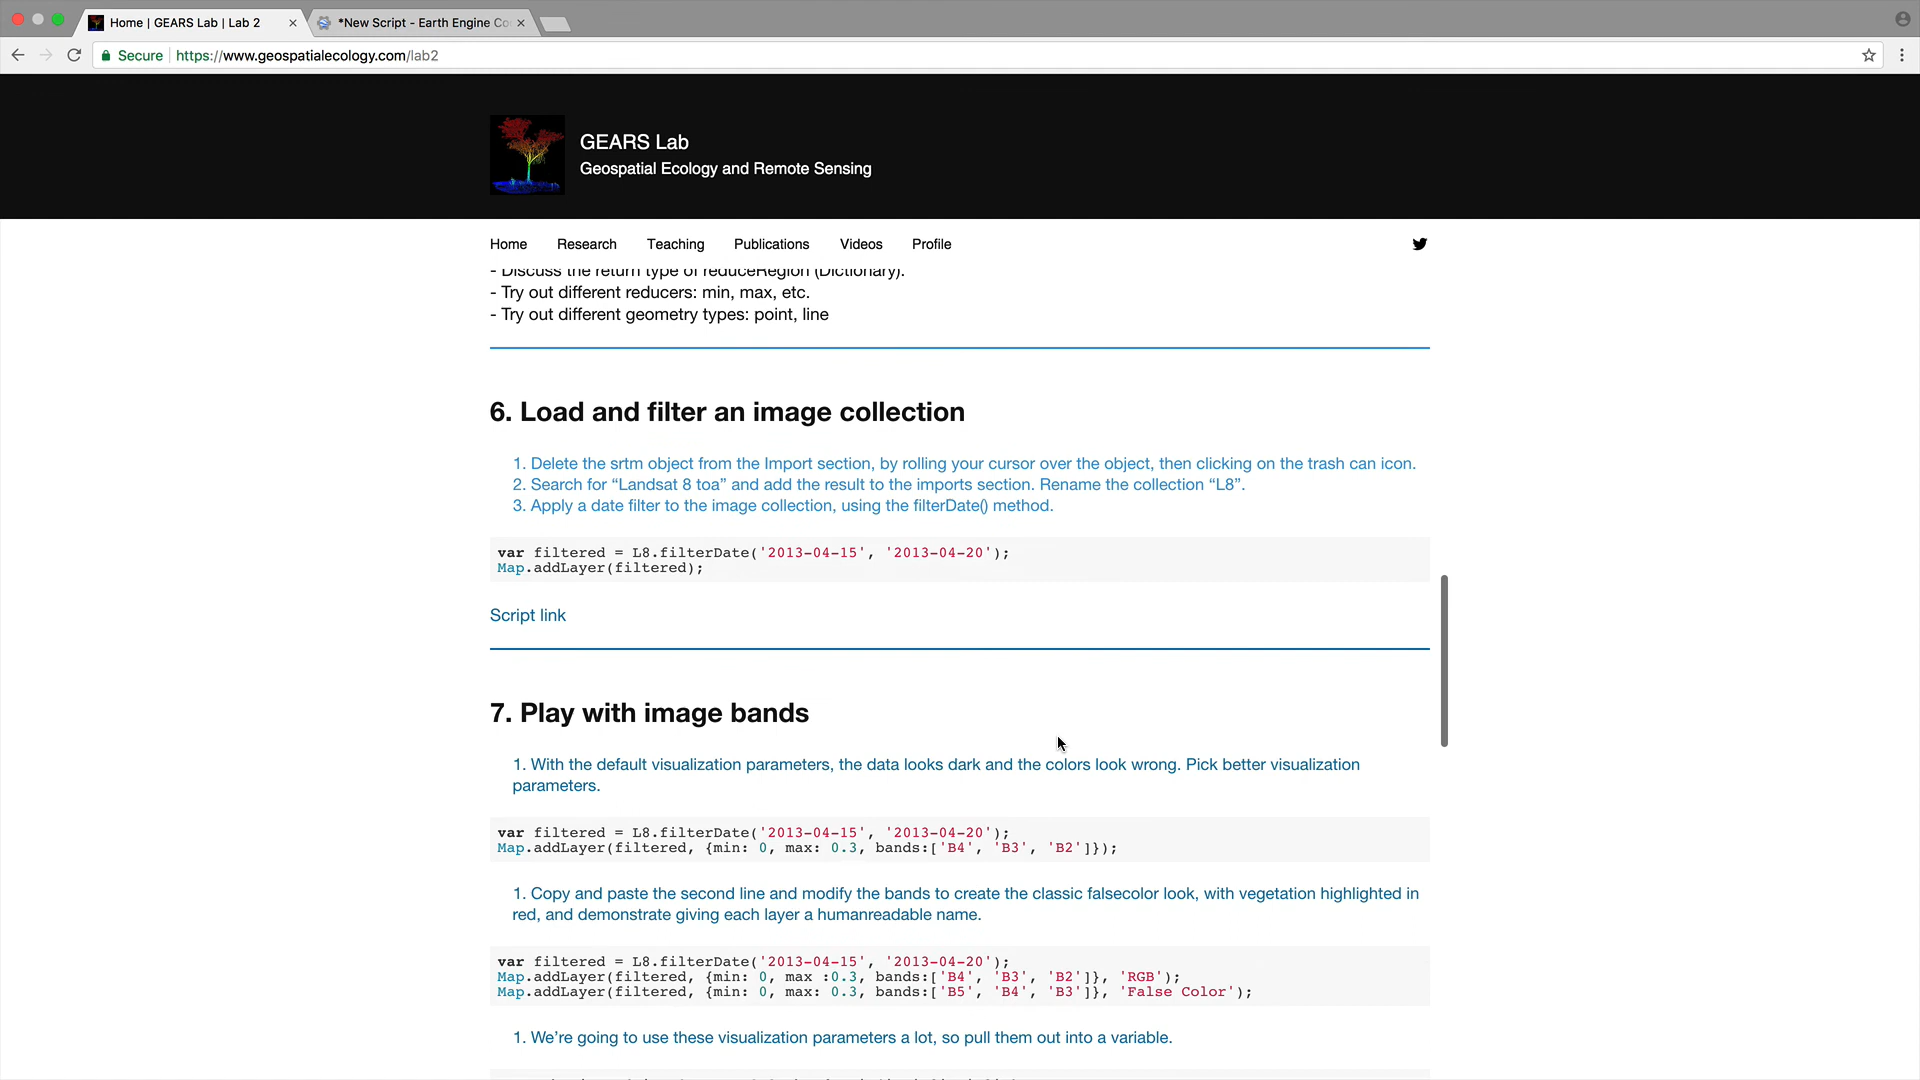 Home | GEARS Lab | Lab 2
*New Script - Earth Engine Co
Secure
https://www.geospatialecology.com/lab2
GEARS Lab
Geospatial Ecology and Remote Sensing
Home Research Teaching Publications Videos Profile
- Discuss the return type of reduceRegion (Dictionary).
- Try out different reducers: min, max, etc.
- Try out different geometry types: point, line
6. Load and filter an image collection
1. Delete the srtm object from the Import section, by rolling your cursor over the object, then clicking on the trash can icon.
2. Search for “Landsat 8 toa” and add the result to the imports section. Rename the collection “L8”.
3. Apply a date filter to the image collection, using the filterDate() method.
var filtered = L8.filterDate('2013-04-15', '2013-04-20');
Map.addLayer(filtered);
Script link
7. Play with image bands
1. With the default visualization parameters, the data looks dark and the colors look wrong. Pick better visualization
parameters.
var filtered = L8.filterDate('2013-04-15', '2013-04-20');
Map.addLayer(filtered, {min: 0, max: 0.3, bands:['B4', 'B3', 'B2']});
1. Copy and paste the second line and modify the bands to create the classic falsecolor look, with vegetation highlighted in
red, and demonstrate giving each layer a humanreadable name.
var filtered = L8.filterDate('2013-04-15', '2013-04-20');
Map.addLayer(filtered, {min: 0, max :0.3, bands:['B4', 'B3', 'B2']}, 'RGB');
Map.addLayer(filtered, {min: 0, max: 0.3, bands:['B5', 'B4', 'B3']}, 'False Color');
1. We’re going to use these visualization parameters a lot, so pull them out into a variable.